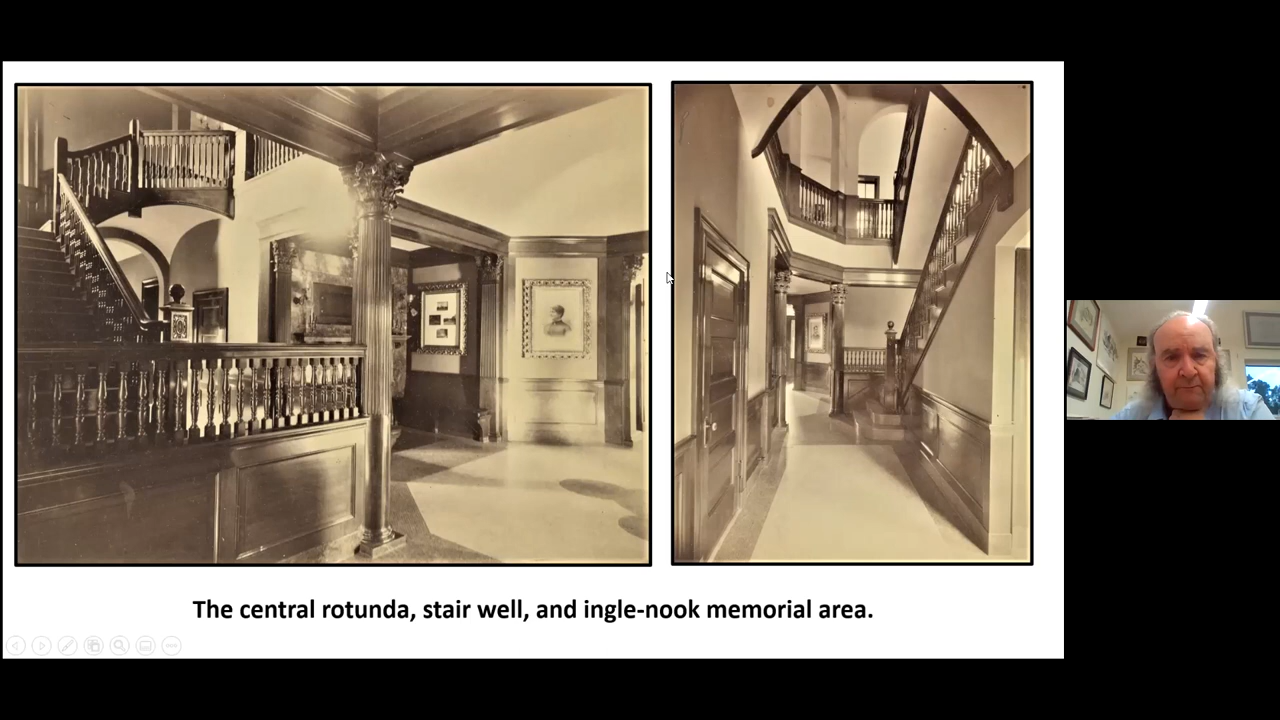 The central rotunda, stair well, and ingle-nook memorial area.